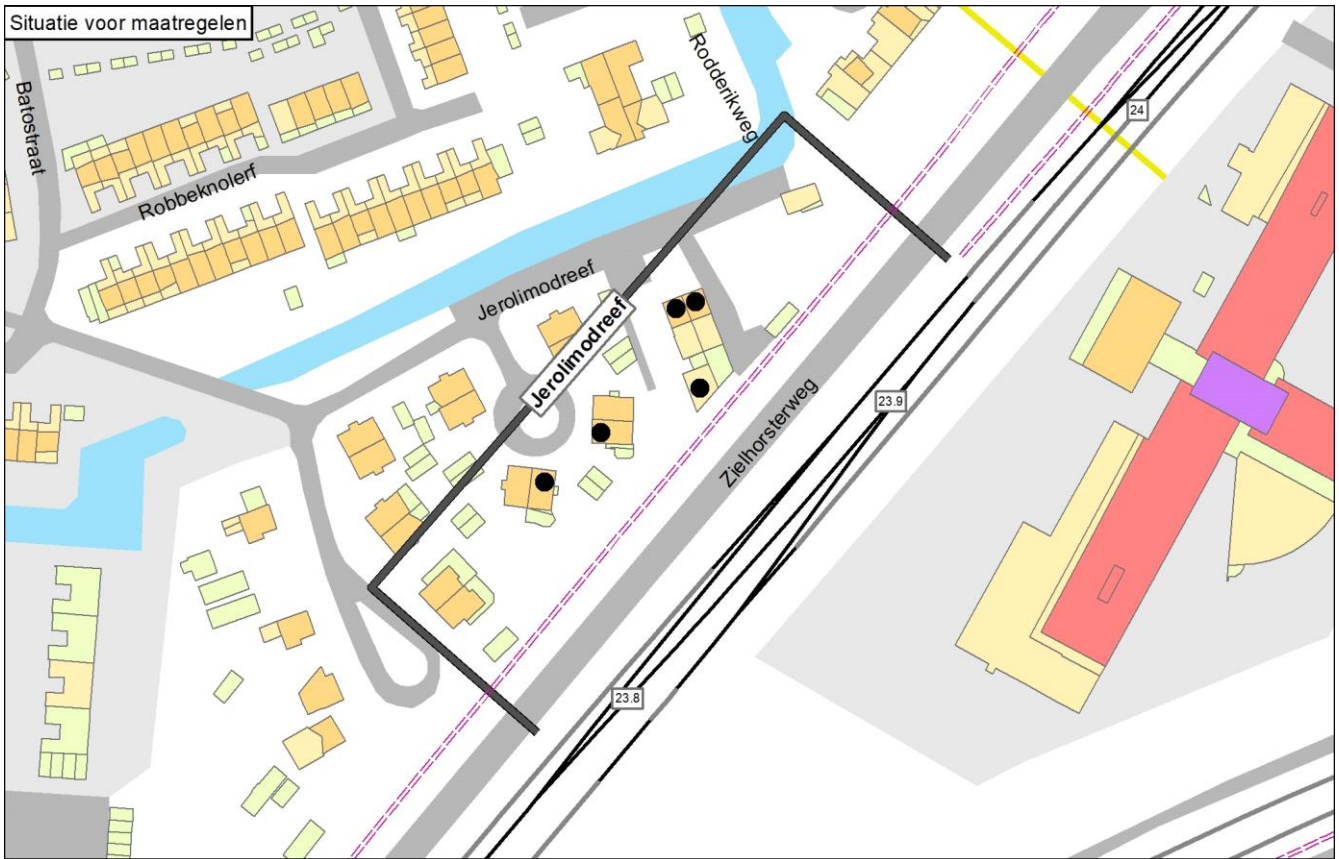 Situatie voor maatregelen
Batostraat
Rodderikweg
24
Robbeknolerf
Jerolimodreef
Jerolimodreef
23.9
Zielhorsterweg
23.8